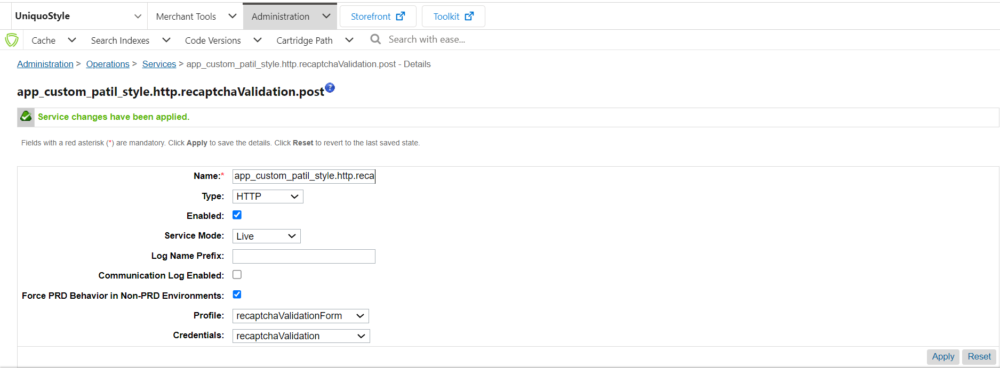 UniquoStyle Merchant Tools Administration Storefront Toolkit
Cache Search Indexes Code Versions Cartridge Path Search with ease...
Administration > Operations > Services > app_custom_patil_style.http.recaptchaValidation.post - Details
app_custom_patil_style.http.recaptchaValidation.post ?
Service changes have been applied.
Fields with a red asterisk (*) are mandatory. Click Apply to save the details. Click Reset to revert to the last saved state.
Name:* app_custom_patil_style.http.reca
Type: HTTP
Enabled:
Service Mode: Live
Log Name Prefix:
Communication Log Enabled:
Force PRD Behavior in Non-PRD Environments:
Profile: recaptchaValidationForm
Credentials: recaptchaValidation
Apply Reset